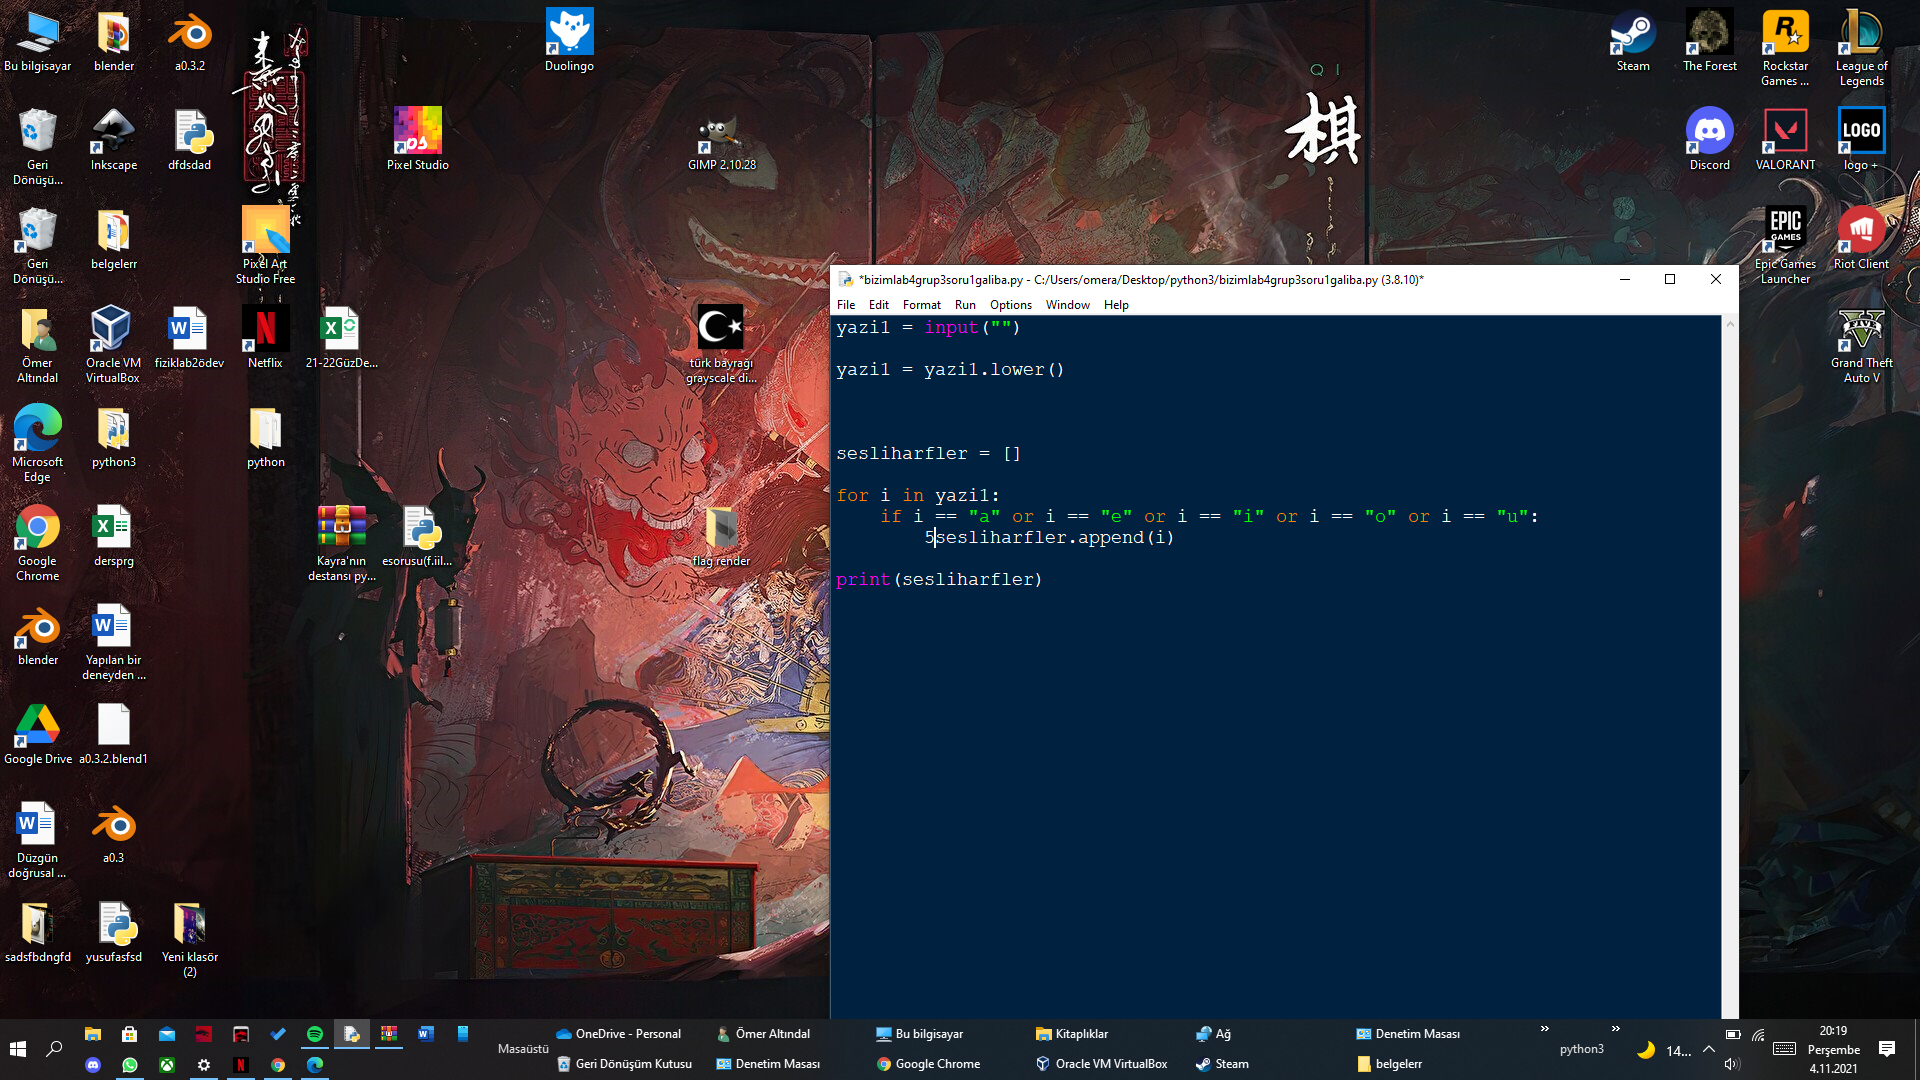 Bu bilgisayar
blender
a0.3.2
Duolingo
Steam
The Forest
Rockstar
Games ...
League of
Legends
Geri
Dönüşü...
Inkscape
dfdsdad
Pixel Studio
GIMP 2.10.28
QI
棋
Discord
VALORANT
LOGO
logo +
Geri
Dönüşü...
belgelerr
Pixel Art
Studio Free
EPIC
GAMES
Epic Games
Launcher
Riot Client
Ömer
Altındal
Oracle VM
VirtualBox
fiziklab2ödev
Netflix
21-22GüzDe...
türk bayrağı
grayscale di...
FIVE
Grand Theft
Auto V
Microsoft
Edge
python3
python
Google
Chrome
dersprg
Kayra'nın
destansı py...
esorusu(f.iil...
flag render
blender
Yapılan bir
deneyden ...
Google Drive
a0.3.2.blend1
Düzgün
doğrusal ...
a0.3
sadsfbdngfd
yusufasfsd
Yeni klasör
(2)
*bizimlab4grup3soru1galiba.py - C:/Users/omera/Desktop/python3/bizimlab4grup3soru1galiba.py (3.8.10)*
File Edit Format Run Options Window Help
yazi1 = input("")
yazi1 = yazi1.lower()
sesliharfler = []
for i in yazi1:
    if i == "a" or i == "e" or i == "i" or i == "o" or i == "u":
        5sesliharfler.append(i)
print(sesliharfler)
Masaüstü
OneDrive - Personal
Ömer Altındal
Bu bilgisayar
Kitaplıklar
Ağ
Denetim Masası
Geri Dönüşüm Kutusu
Denetim Masası
Google Chrome
Oracle VM VirtualBox
Steam
belgelerr
python3
14...
20:19
Perşembe
4.11.2021